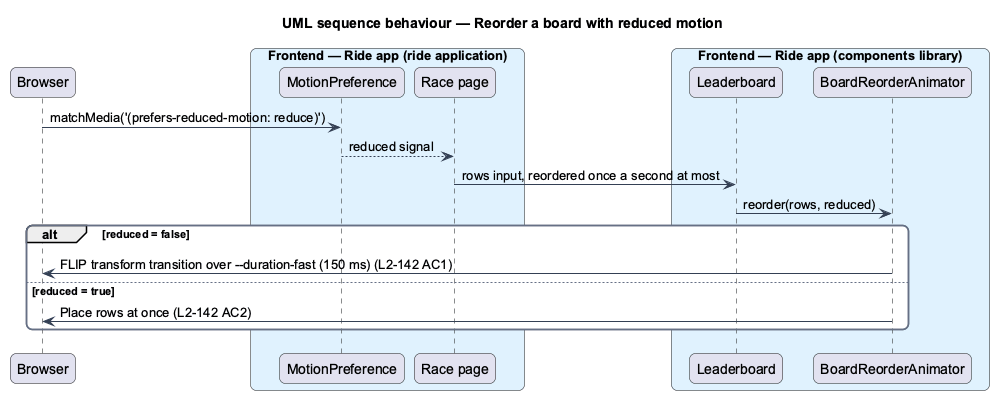 UML sequence behaviour — Reorder a board with reduced motion
Frontend — Ride app (ride application)
Frontend — Ride app (components library)
Browser
MotionPreference
Race page
Leaderboard
BoardReorderAnimator
matchMedia('(prefers-reduced-motion: reduce)')
reduced signal
rows input, reordered once a second at most
reorder(rows, reduced)
alt
[reduced = false]
FLIP transform transition over --duration-fast (150 ms) (L2-142 AC1)
[reduced = true]
Place rows at once (L2-142 AC2)
Browser
MotionPreference
Race page
Leaderboard
BoardReorderAnimator